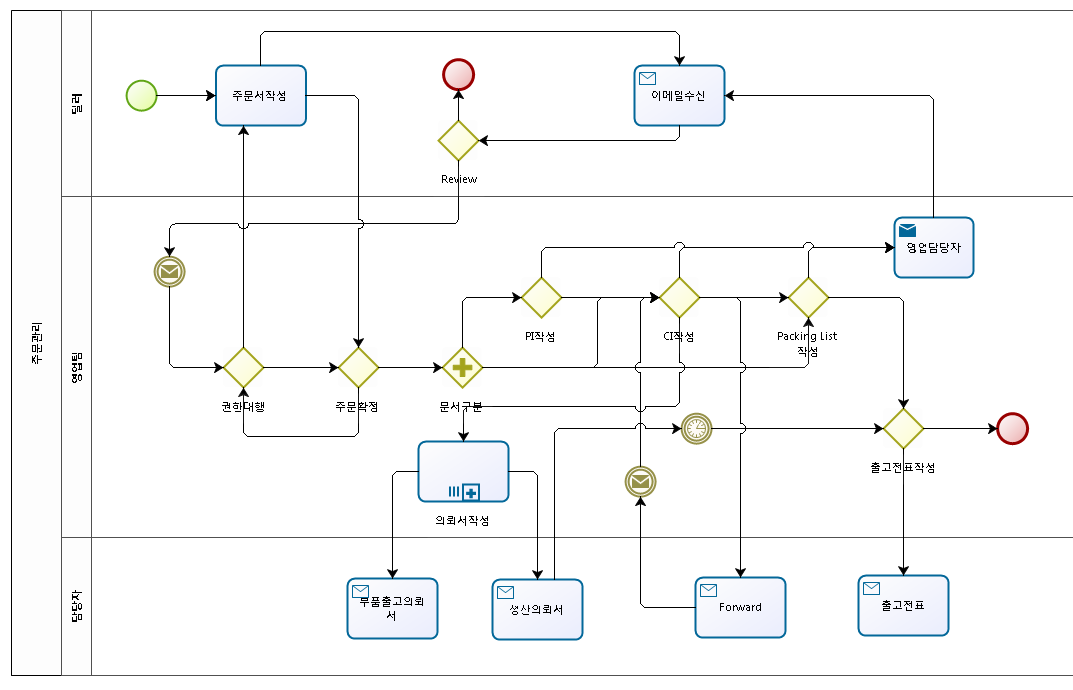 주문관리
딜러
주문서작성
이메일수신
Review
영업팀
영업담당자
PI작성
CI작성
Packing List
작성
권한대행
주문확정
문서구분
출고전표작성
의뢰서작성
담당자
부품출고의뢰
서
생산의뢰서
Forward
출고전표